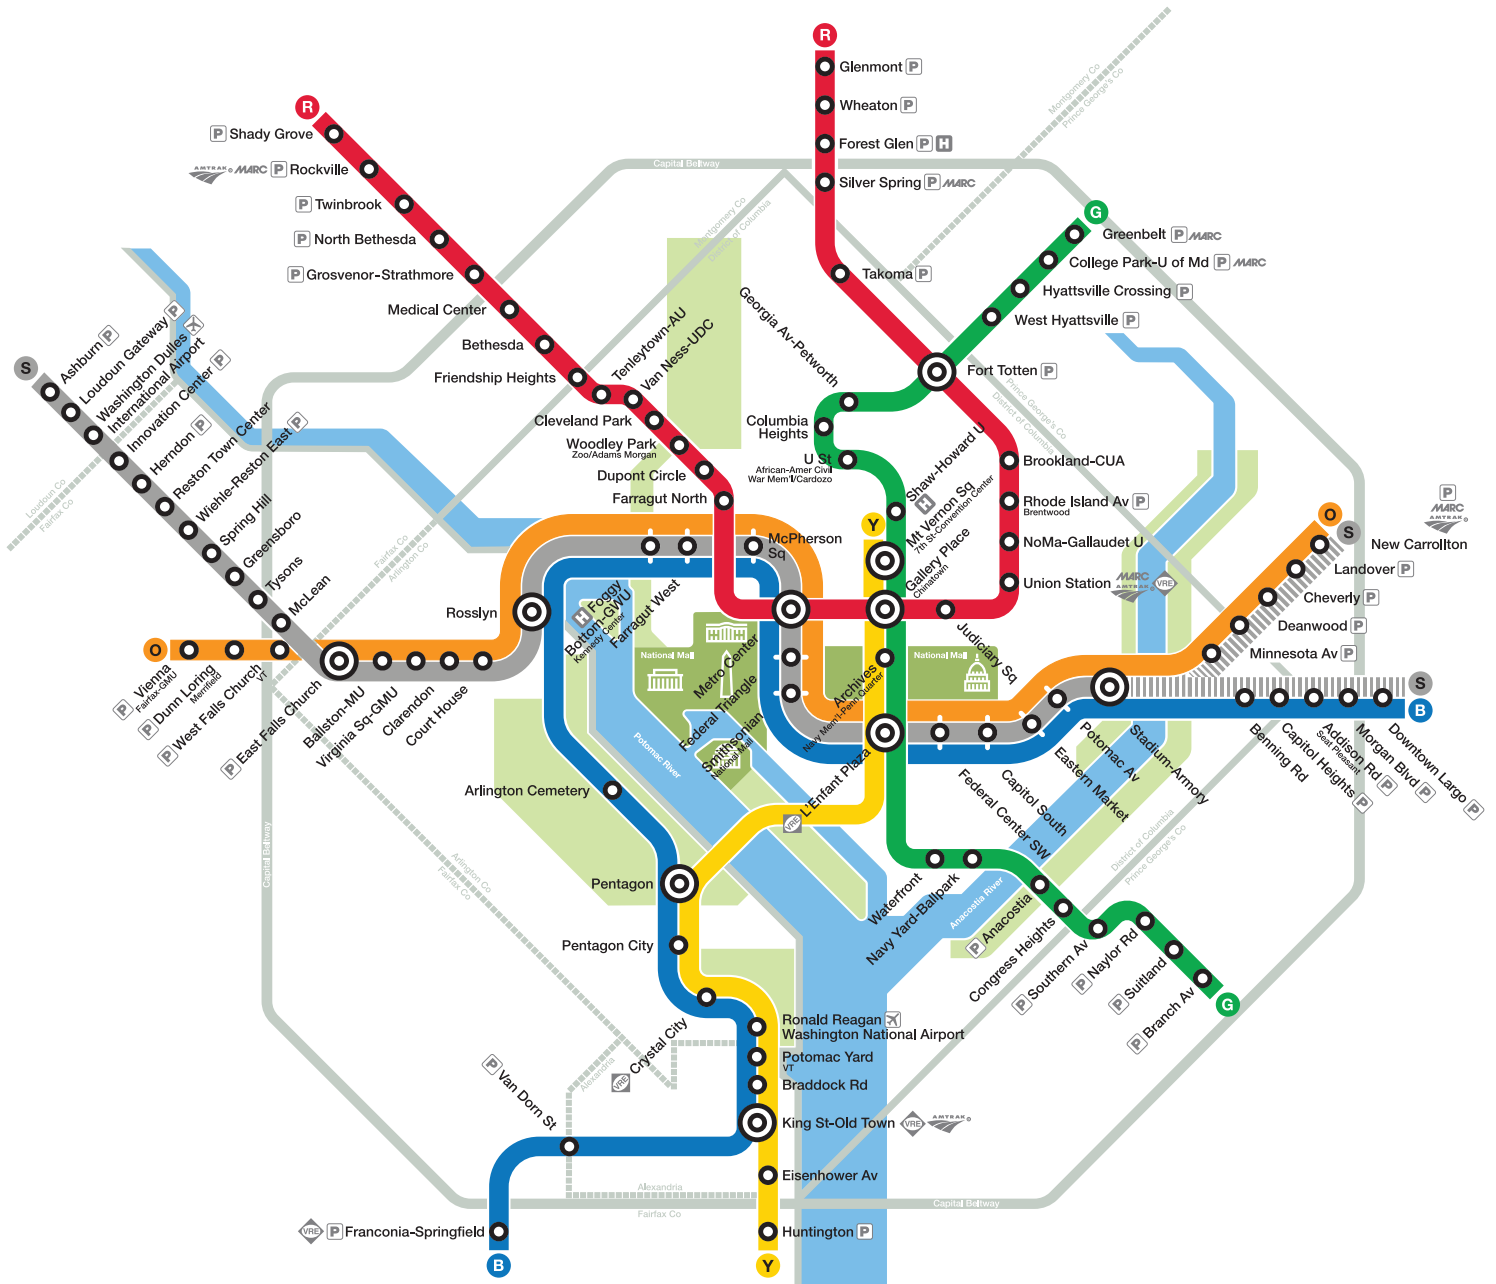 R
Glenmont P
Wheaton P
Forest Glen P H
Silver Spring P MARC
Takoma P
Montgomery Co
Prince George's Co
Capital Beltway
R
P Shady Grove
AMTRAK MARC P Rockville
P Twinbrook
P North Bethesda
P Grosvenor–Strathmore
Medical Center
Bethesda
Friendship Heights
Tenleytown-AU
Van Ness-UDC
Cleveland Park
Woodley Park
Zoo/Adams Morgan
Dupont Circle
Farragut North
Montgomery Co
District of Columbia
G
Greenbelt P MARC
College Park-U of Md P MARC
Hyattsville Crossing P
West Hyattsville P
Fort Totten P
Prince George's Co
District of Columbia
Georgia Av-Petworth
Columbia
Heights
U St
African-Amer Civil
War Mem'l/Cardozo
Shaw-Howard U
H
Y
Mt Vernon Sq
7th St-Convention Center
Gallery Place
Chinatown
Brookland-CUA
Rhode Island Av P
Brentwood
NoMa-Gallaudet U
Union Station MARC AMTRAK VRE
Judiciary Sq
S
Ashburn P
Loudoun Gateway P
Washington Dulles
International Airport
Innovation Center P
Herndon P
Reston Town Center
Wiehle-Reston East P
Spring Hill
Greensboro
Tysons
McLean
Loudoun Co
Fairfax Co
Fairfax Co
Arlington Co
O
Vienna
Fairfax-GMU
P
Dunn Loring
Merrifield
P
West Falls Church
VT
P
East Falls Church
P
Ballston-MU
Virginia Sq-GMU
Clarendon
Court House
Rosslyn
H Foggy
Bottom-GWU
Kennedy Center
Farragut West
McPherson
Sq
Metro Center
Federal Triangle
Smithsonian
National Mall
National Mall
National Mall
Archives
Navy Mem'l-Penn Quarter
VRE L'Enfant Plaza
Federal Center SW
Capitol South
Eastern Market
Potomac Av
Stadium-Armory
O
S
P
MARC
AMTRAK
New Carrollton
Landover P
Cheverly P
Deanwood P
Minnesota Av P
S
B
Benning Rd
Capitol Heights P
Addison Rd P
Seat Pleasant
Morgan Blvd P
Downtown Largo P
Potomac River
Arlington Cemetery
Pentagon
Pentagon City
VRE Crystal City
Ronald Reagan
Washington National Airport
Potomac Yard
VT
Braddock Rd
King St-Old Town VRE AMTRAK
Eisenhower Av
Huntington P
Y
P Van Dorn St
VRE P Franconia-Springfield
B
Waterfront
Navy Yard-Ballpark
Anacostia River
P Anacostia
Congress Heights
P Southern Av
P Naylor Rd
P Suitland
P Branch Av
G
District of Columbia
Prince George's Co
Capital Beltway
Arlington Co
Fairfax Co
Alexandria
Alexandria
Fairfax Co
Capital Beltway